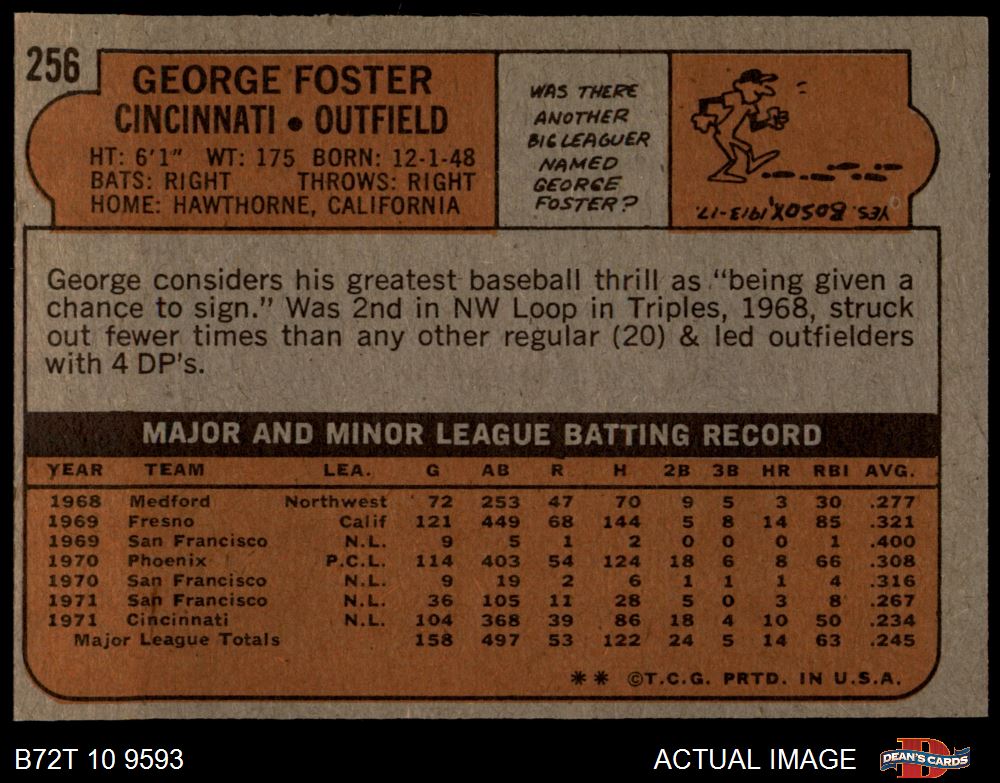 256
GEORGE FOSTER
CINCINNATI • OUTFIELD
HT: 6'1" WT: 175 BORN: 12-1-48
BATS: RIGHT THROWS: RIGHT
HOME: HAWTHORNE, CALIFORNIA
WAS THERE
ANOTHER
BIG LEAGUER
NAMED
GEORGE
FOSTER?
YES. BOSOX, 1913-17.
George considers his greatest baseball thrill as "being given a
chance to sign." Was 2nd in NW Loop in Triples, 1968, struck
out fewer times than any other regular (20) & led outfielders
with 4 DP's.
MAJOR AND MINOR LEAGUE BATTING RECORD
YEAR TEAM LEA. G AB R H 2B 3B HR RBI AVG.
1968 Medford Northwest 72 253 47 70 9 5 3 30 .277
1969 Fresno Calif 121 449 68 144 5 8 14 85 .321
1969 San Francisco N.L. 9 5 1 2 0 0 0 1 .400
1970 Phoenix P.C.L. 114 403 54 124 18 6 8 66 .308
1970 San Francisco N.L. 9 19 2 6 1 1 1 4 .316
1971 San Francisco N.L. 36 105 11 28 5 0 3 8 .267
1971 Cincinnati N.L. 104 368 39 86 18 4 10 50 .234
Major League Totals 158 497 53 122 24 5 14 63 .245
** ©T.C.G. PRTD. IN U.S.A.
B72T 10 9593
ACTUAL IMAGE
DEAN'S CARDS